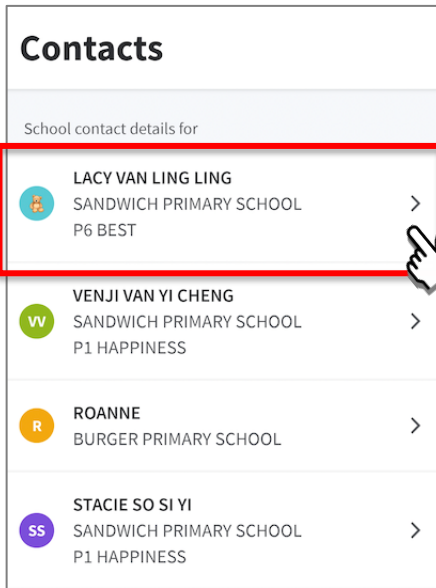 Contacts
School contact details for
LACY VAN LING LING
SANDWICH PRIMARY SCHOOL
P6 BEST
VENJI VAN YI CHENG
VV
SANDWICH PRIMARY SCHOOL
P1 HAPPINESS
ROANNE
R
BURGER PRIMARY SCHOOL
STACIE SO SI YI
SS
SANDWICH PRIMARY SCHOOL
P1 HAPPINESS